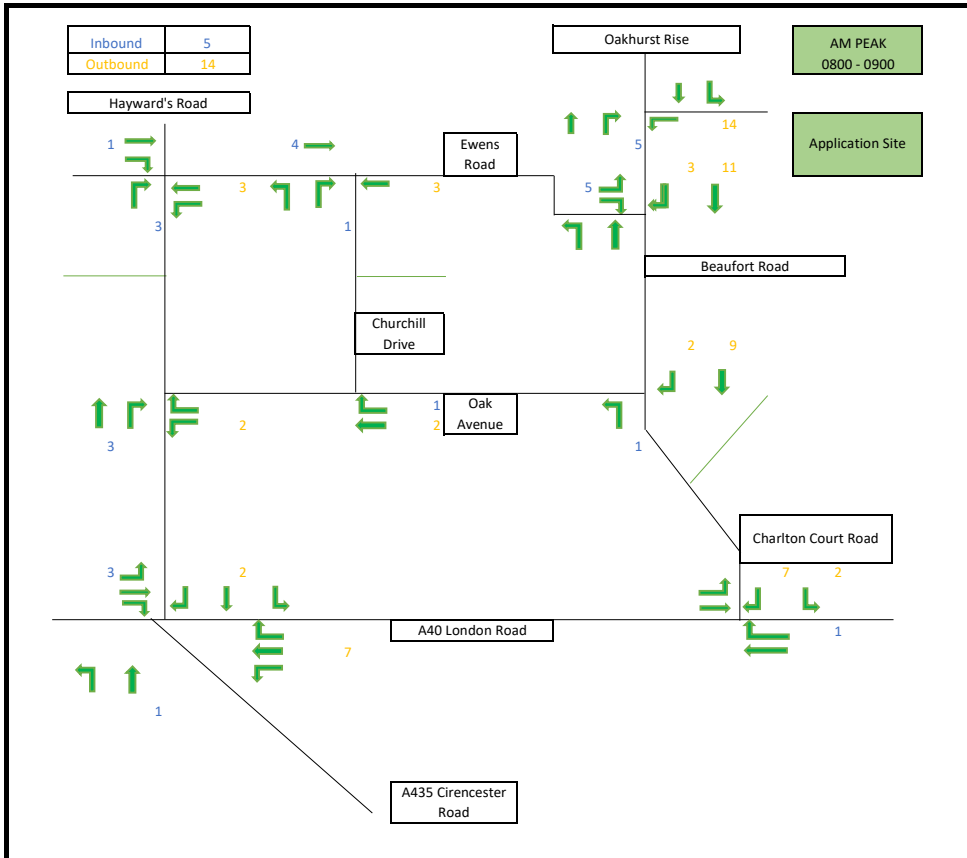 Inbound 5
Outbound 14
Oakhurst Rise
AM PEAK
0800 - 0900
Hayward's Road
14
Application Site
1
4
5
Ewens
Road
3
3
5
3 11
3
1
Beaufort Road
Churchill
Drive
2 9
1
Oak
Avenue
2
2
3
1
Charlton Court Road
3
2
7 2
A40 London Road
1
7
1
A435 Cirencester
Road